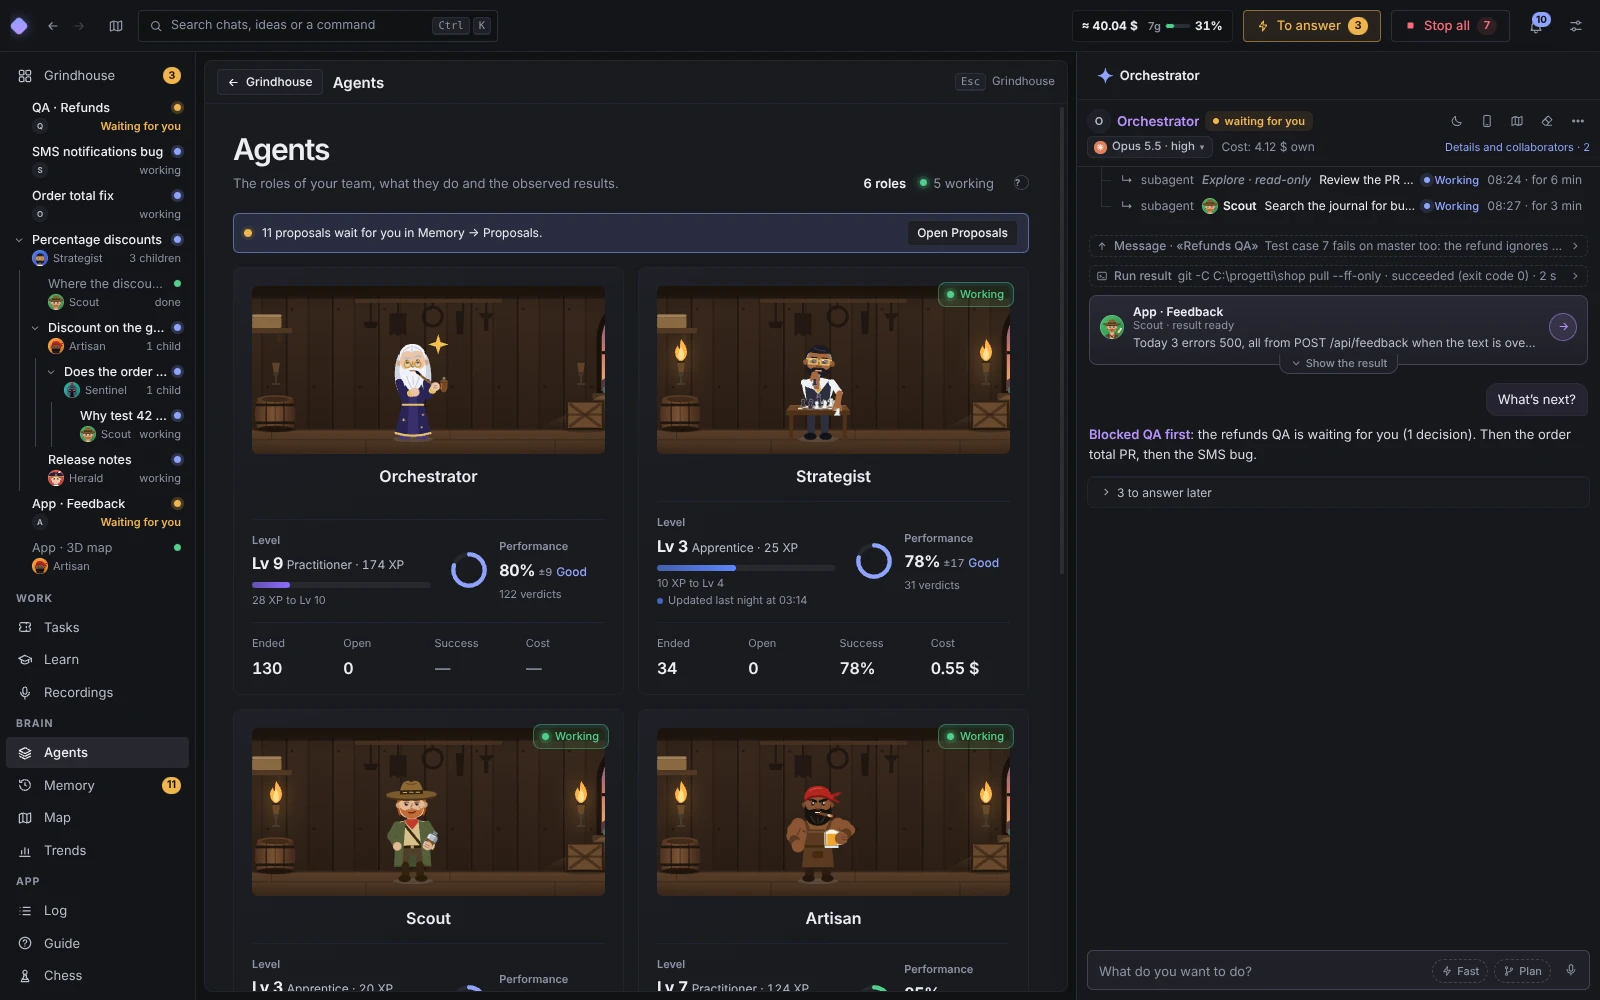 Search chats, ideas or a command
Ctrl K
≈ 40.04 $ 7g 31%
To answer 3
Stop all 7
10
Grindhouse 3
QA · Refunds
Q Waiting for you
SMS notifications bug
S working
Order total fix
O working
Percentage discounts
Strategist 3 children
Where the discou...
Scout done
Discount on the g...
Artisan 1 child
Does the order ...
Sentinel 1 child
Why test 42 ...
Scout working
Release notes
Herald working
App · Feedback
A Waiting for you
App · 3D map
Artisan
WORK
Tasks
Learn
Recordings
BRAIN
Agents
Memory 11
Map
Trends
APP
Log
Guide
Chess
← Grindhouse
Agents
Esc Grindhouse
Agents
The roles of your team, what they do and the observed results.
6 roles 5 working ?
11 proposals wait for you in Memory → Proposals.
Open Proposals
Orchestrator
Level
Lv 9 Practitioner · 174 XP
28 XP to Lv 10
Performance
80% ±9 Good
122 verdicts
Ended Open Success Cost
130 0 — —
Working
Strategist
Level
Lv 3 Apprentice · 25 XP
10 XP to Lv 4
Updated last night at 03:14
Performance
78% ±17 Good
31 verdicts
Ended Open Success Cost
34 0 78% 0.55 $
Working
Scout
Level
Lv 3 Apprentice · 20 XP
Performance
Working
Artisan
Level
Lv 7 Practitioner · 124 XP
Performance
85%
Orchestrator
O Orchestrator waiting for you
Opus 5.5 · high Cost: 4.12 $ own
Details and collaborators · 2
subagent Explore · read-only Review the PR ... Working 08:24 · for 6 min
subagent Scout Search the journal for bu... Working 08:27 · for 3 min
Message · «Refunds QA» Test case 7 fails on master too: the refund ignores ...
Run result git -C C:\progetti\shop pull --ff-only · succeeded (exit code 0) · 2 s
App · Feedback
Scout · result ready
Today 3 errors 500, all from POST /api/feedback when the text is ove...
Show the result
What's next?
Blocked QA first: the refunds QA is waiting for you (1 decision). Then the order
total PR, then the SMS bug.
3 to answer later
What do you want to do?
Fast
Plan